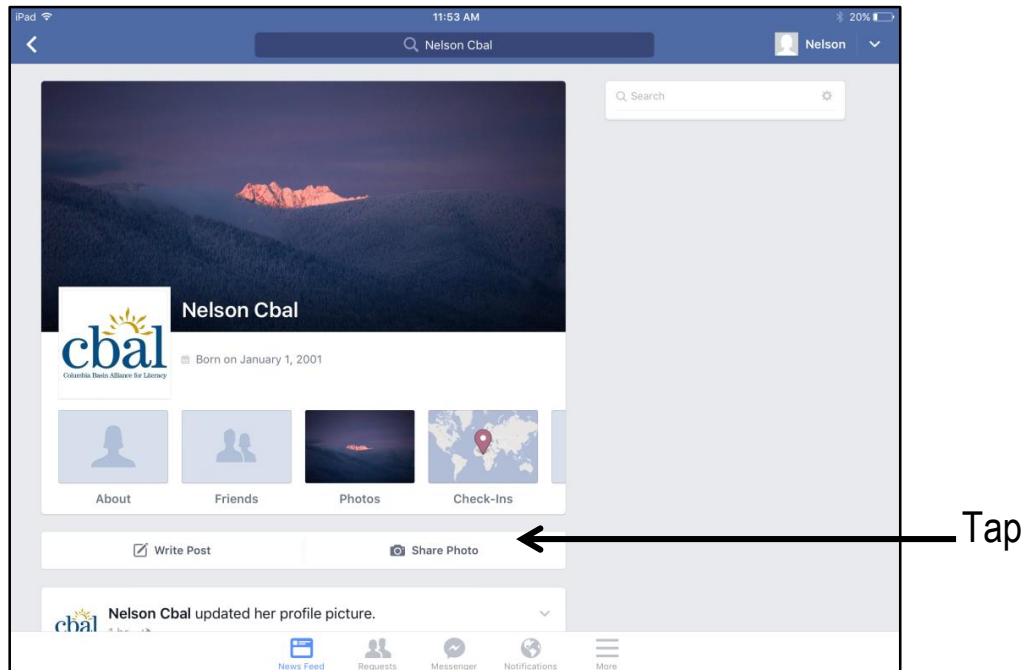 iPad 11:53 AM 20%
Nelson Cbal
Nelson
Search
Nelson Cbal
cbal
Columbia Basin Alliance for Literacy
Born on January 1, 2001
About Friends Photos Check-Ins
Write Post Share Photo
Tap
Nelson Cbal updated her profile picture.
cbal
News Feed Requests Messenger Notifications More